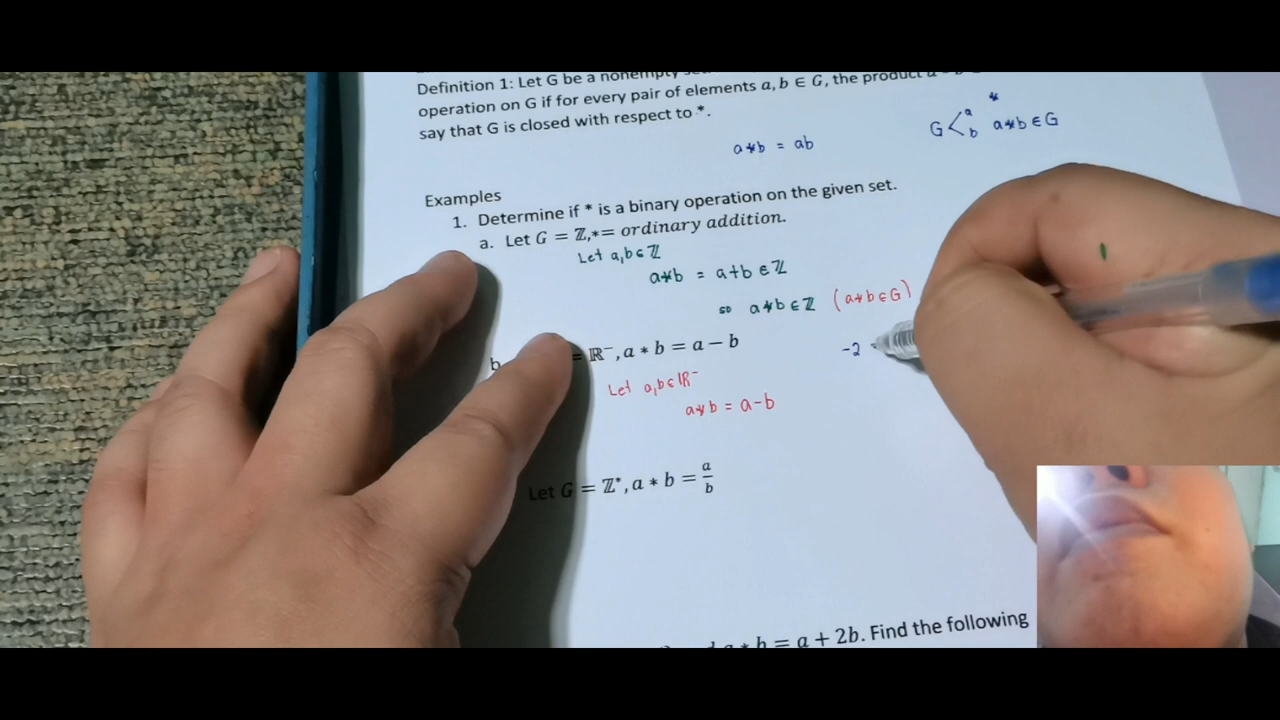 Definition 1: Let G be a nonempty
operation on G if for every pair of elements a, b ∈ G, the product
say that G is closed with respect to *.
*
G < a b a*b ∈ G
a*b = ab
Examples
1. Determine if * is a binary operation on the given set.
a. Let G = ℤ,*= ordinary addition.
Let a,b ∈ ℤ
a*b = a+b ∈ ℤ
so a*b ∈ ℤ (a*b ∈ G)
b = ℝ⁻, a * b = a − b
-2
Let a,b ∈ ℝ⁻
a*b = a-b
Let G = ℤ*, a * b = a/b
* b = a + 2b. Find the following